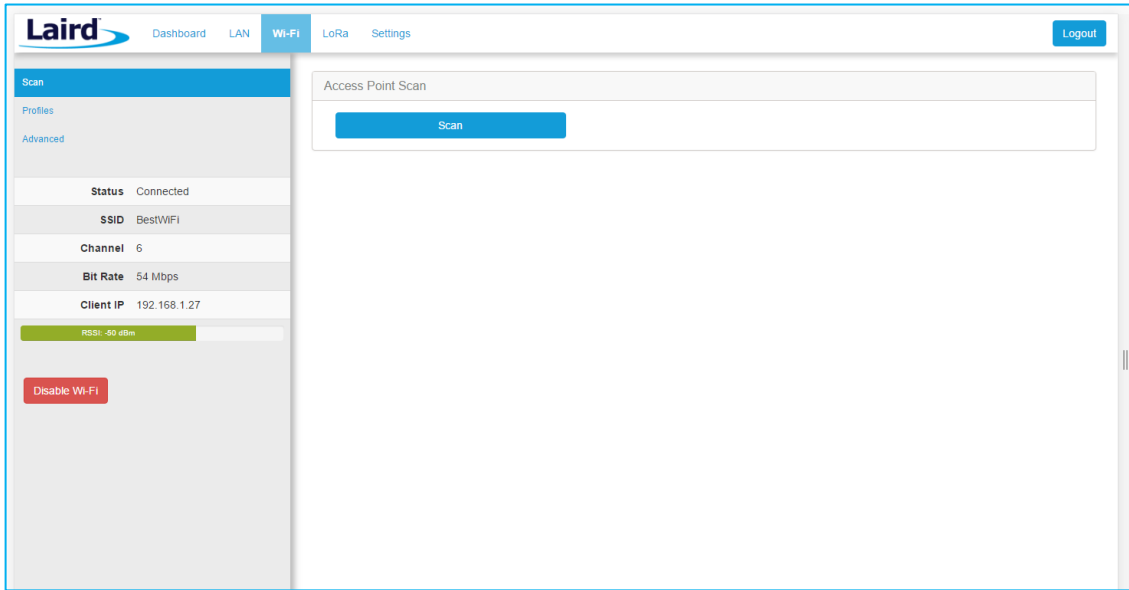 Laird Dashboard LAN Wi-Fi LoRa Settings Logout
Scan
Profiles
Advanced
Status Connected
SSID BestWiFi
Channel 6
Bit Rate 54 Mbps
Client IP 192.168.1.27
RSSI: -50 dBm
Disable Wi-Fi
Access Point Scan
Scan